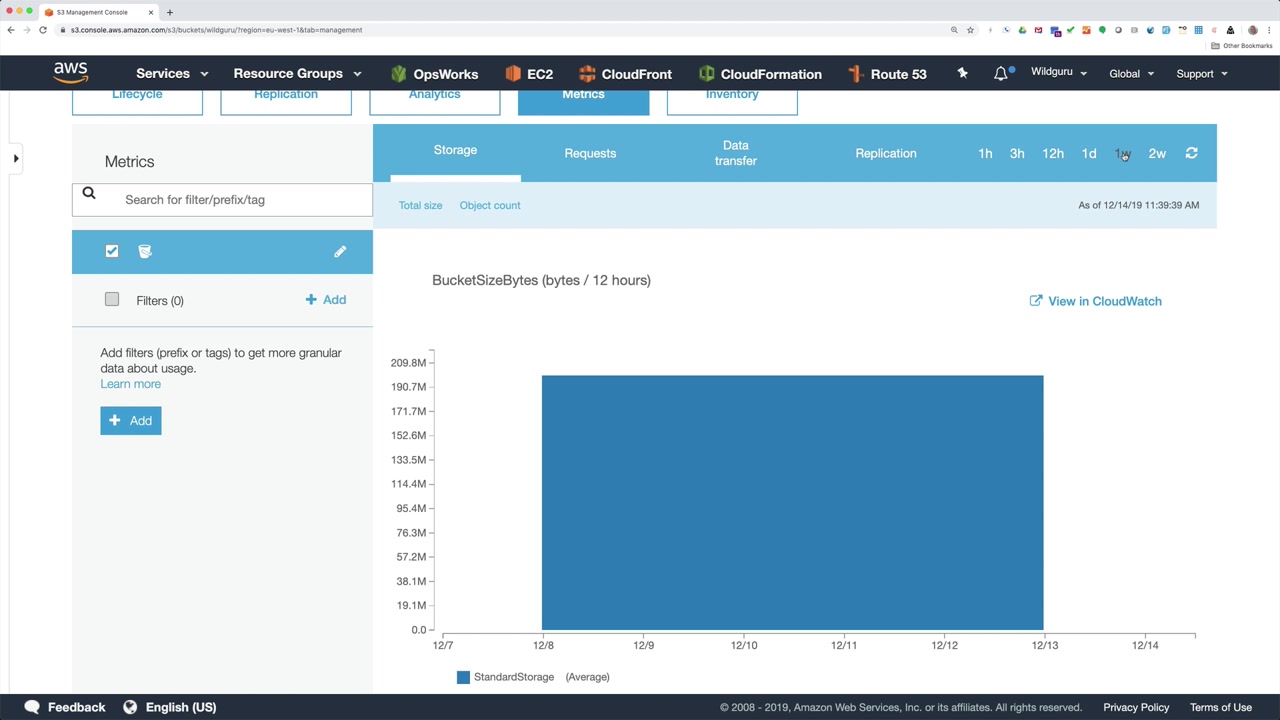 S3 Management Console
s3.console.aws.amazon.com/s3/buckets/wildguru/?region=eu-west-1&tab=management
Other Bookmarks
aws Services Resource Groups OpsWorks EC2 CloudFront CloudFormation Route 53 Wildguru Global Support
Lifecycle Replication Analytics Metrics Inventory
Metrics
Search for filter/prefix/tag
Filters (0) Add
Add filters (prefix or tags) to get more granular
data about usage.
Learn more
Add
Storage Requests Data transfer Replication 1h 3h 12h 1d 1w 2w
Total size Object count As of 12/14/19 11:39:39 AM
BucketSizeBytes (bytes / 12 hours)
View in CloudWatch
209.8M
190.7M
171.7M
152.6M
133.5M
114.4M
95.4M
76.3M
57.2M
38.1M
19.1M
0.0
12/7 12/8 12/9 12/10 12/11 12/12 12/13 12/14
StandardStorage (Average)
Feedback English (US) © 2008 - 2019, Amazon Web Services, Inc. or its affiliates. All rights reserved. Privacy Policy Terms of Use